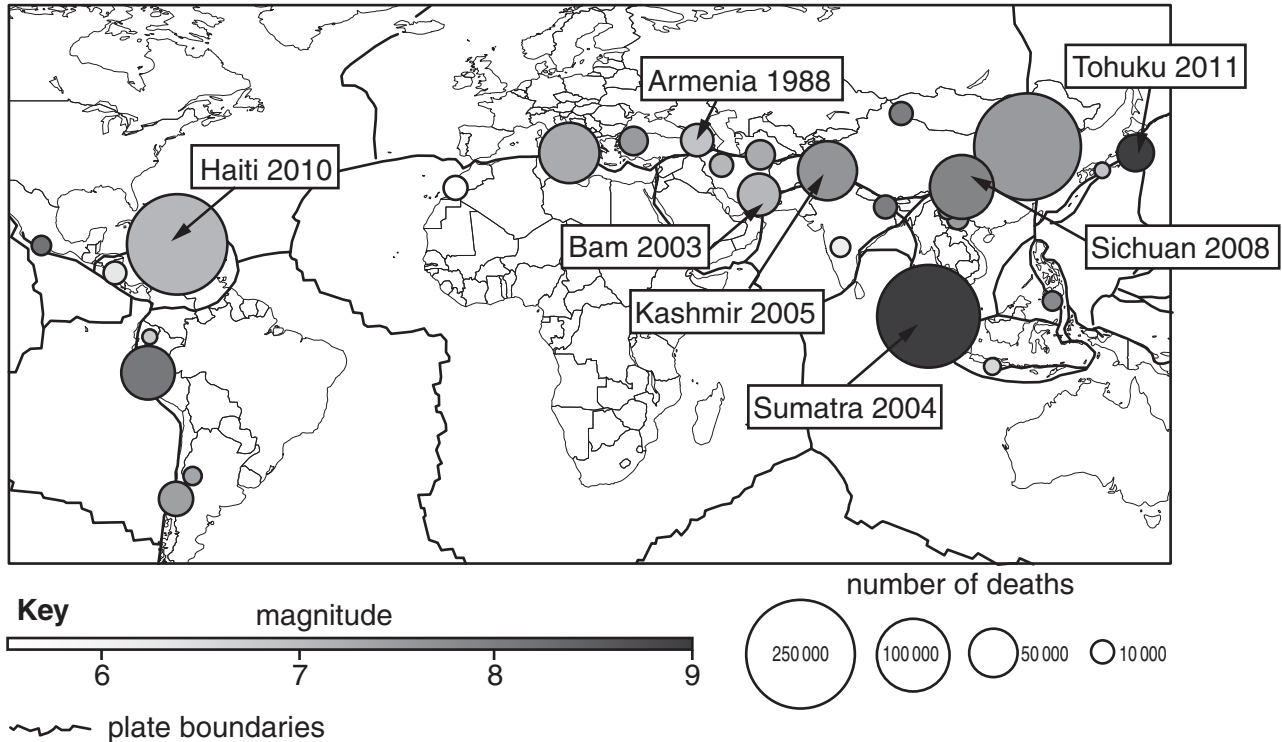 Tohuku 2011
Armenia 1988
Haiti 2010
Bam 2003
Sichuan 2008
Kashmir 2005
Sumatra 2004
Key
magnitude
6 7 8 9
plate boundaries
number of deaths
250 000 100 000 50 000 10 000